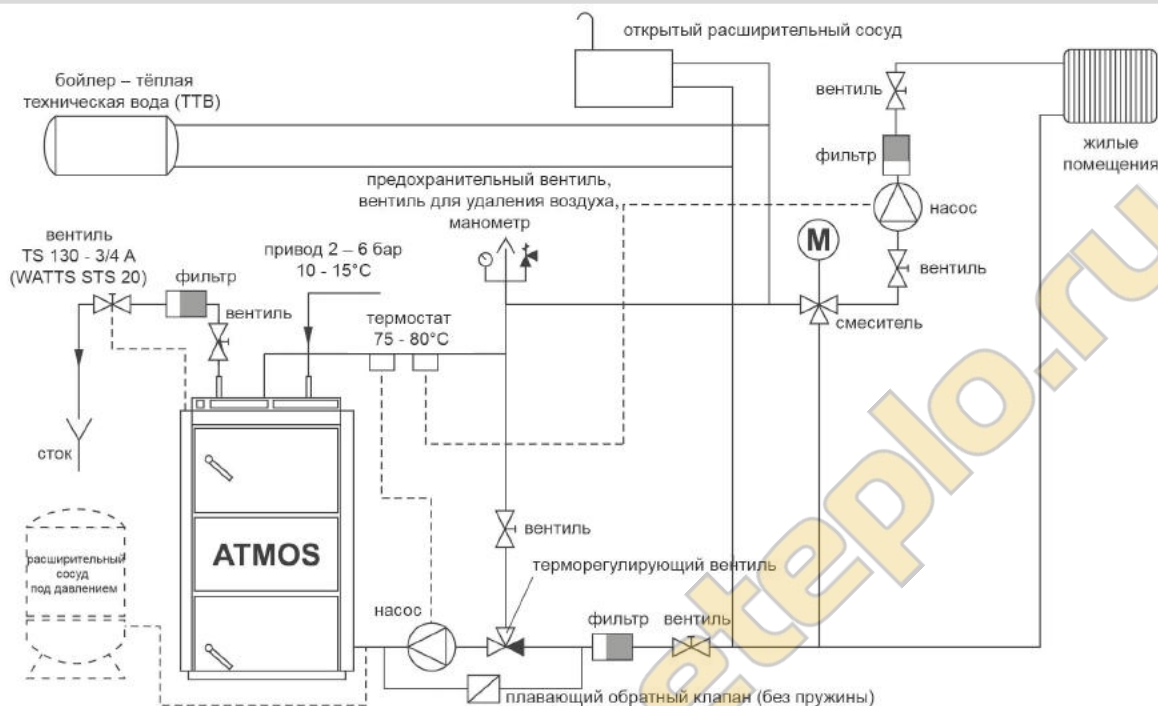 открытый расширительный сосуд
бойлер – тёплая
техническая вода (ТТВ)
вентиль
фильтр
жилые
помещения
предохранительный вентиль,
вентиль для удаления воздуха,
манометр
насос
M
вентиль
TS 130 - 3/4 A
(WATTS STS 20)
фильтр
привод 2 – 6 бар
10 - 15°C
вентиль
вентиль
термостат
75 - 80°C
смеситель
сток
вентиль
ATMOS
расширительный
сосуд
под давлением
терморегулирующий вентиль
насос
фильтр
вентиль
плавающий обратный клапан (без пружины)
eteplo.ru